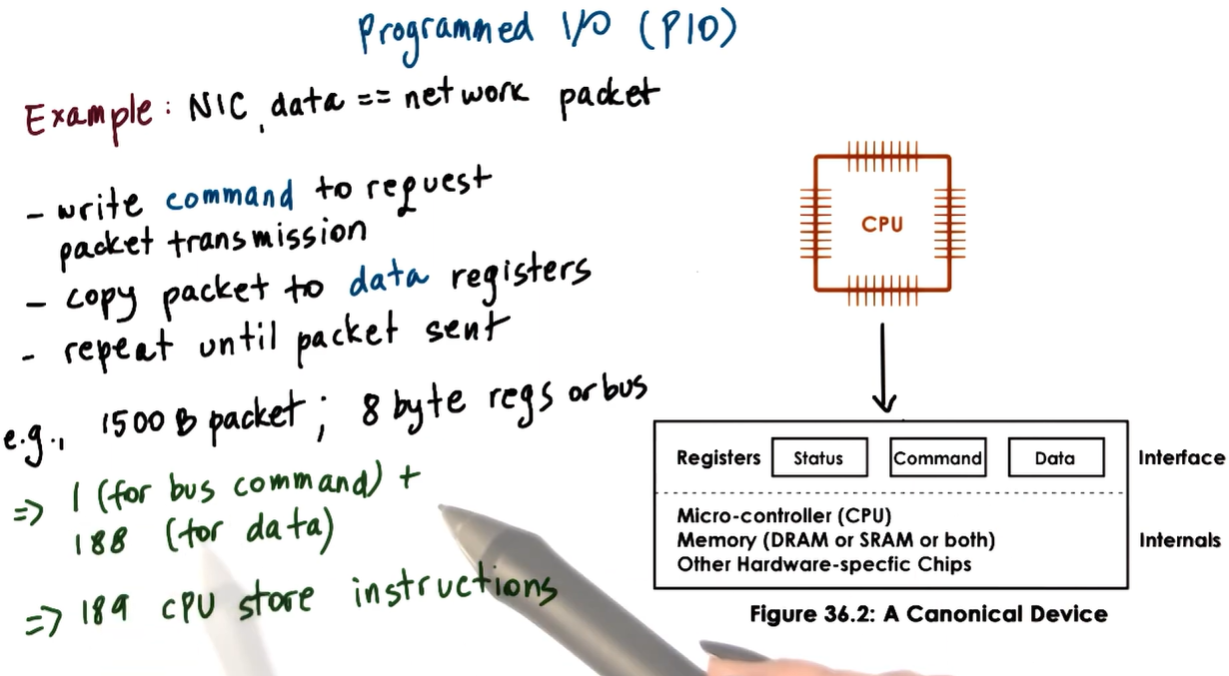 Programmed I/O (PIO)
Example: NIC, data == network packet
- write command to request
packet transmission
- copy packet to data registers
- repeat until packet sent
e.g., 1500 B packet; 8 byte regs or bus
=> 1 (for bus command) +
188 (for data)
=> 189 CPU store instructions
CPU
Registers Status Command Data Interface
Micro-controller (CPU)
Memory (DRAM or SRAM or both) Internals
Other Hardware-specfic Chips
Figure 36.2: A Canonical Device